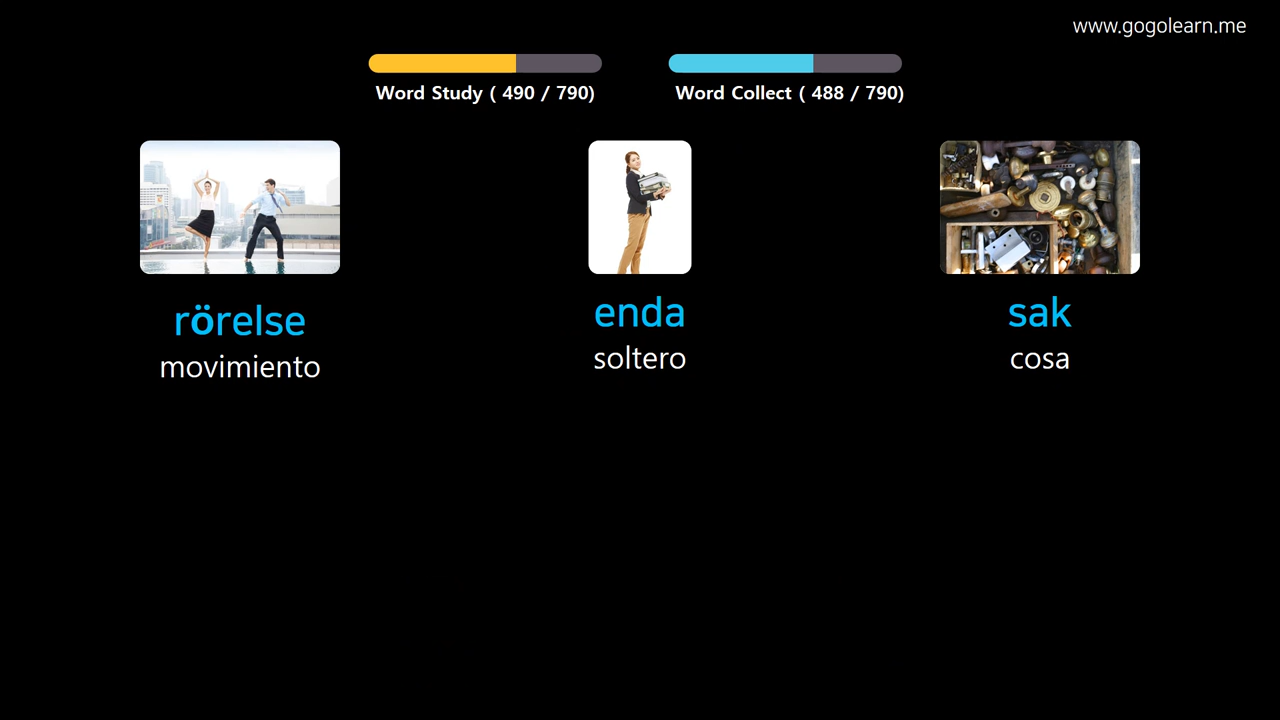 www.gogolearn.me
Word Study ( 490 / 790)
Word Collect ( 488 / 790)
rörelse
movimiento
enda
soltero
sak
cosa